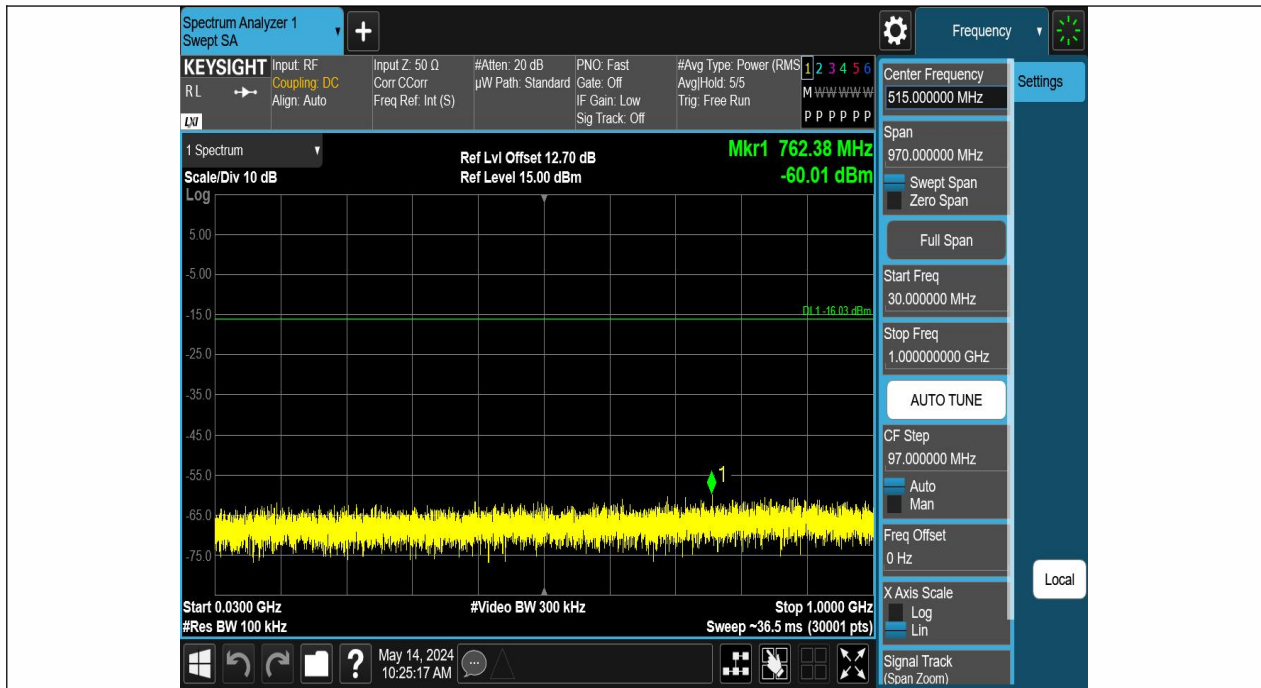 Spectrum Analyzer 1
Swept SA
+
Frequency
KEYSIGHT
R L
LXI
Input: RF
Coupling: DC
Align: Auto
Input Z: 50 Ω
Corr CCorr
Freq Ref: Int (S)
#Atten: 20 dB
µW Path: Standard
PNO: Fast
Gate: Off
IF Gain: Low
Sig Track: Off
#Avg Type: Power (RMS
Avg|Hold: 5/5
Trig: Free Run
1 2 3 4 5 6
M W W W W W
P P P P P P
1 Spectrum
Scale/Div 10 dB
Log
Ref Lvl Offset 12.70 dB
Ref Level 15.00 dBm
Mkr1 762.38 MHz
-60.01 dBm
5.00
-5.00
-15.0
DL1 -16.03 dBm
-25.0
-35.0
-45.0
-55.0
1
-65.0
-75.0
Start 0.0300 GHz
#Res BW 100 kHz
#Video BW 300 kHz
Stop 1.0000 GHz
Sweep ~36.5 ms (30001 pts)
?
May 14, 2024
10:25:17 AM
Center Frequency
515.000000 MHz
Span
970.000000 MHz
Swept Span
Zero Span
Full Span
Start Freq
30.000000 MHz
Stop Freq
1.000000000 GHz
AUTO TUNE
CF Step
97.000000 MHz
Auto
Man
Freq Offset
0 Hz
X Axis Scale
Log
Lin
Signal Track
(Span Zoom)
Settings
Local